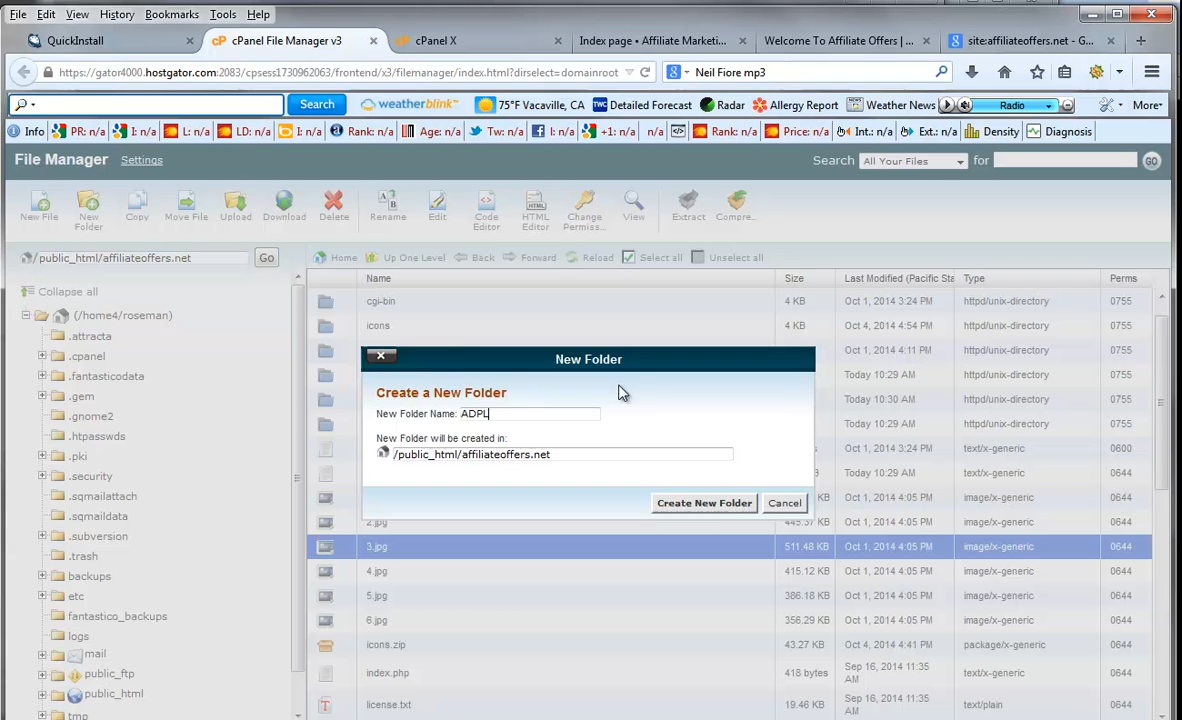 File Edit View History Bookmarks Tools Help
QuickInstall × cPanel File Manager v3 × cPanel X × Index page • Affiliate Marketi... × Welcome To Affiliate Offers | ... × site:affiliateoffers.net - G... × +
https://gator4000.hostgator.com:2083/cpsess1730962063/frontend/x3/filemanager/index.html?dirselect=domainroot Neil Fiore mp3
Search weatherblink™ 75°F Vacaville, CA TWC Detailed Forecast Radar Allergy Report Weather News Radio More›
Info PR: n/a I: n/a L: n/a LD: n/a I: n/a Rank: n/a Age: n/a Tw: n/a I: n/a +1: n/a n/a Rank: n/a Price: n/a Int.: n/a Ext.: n/a Density Diagnosis
File Manager Settings Search All Your Files for GO
New File New Folder Copy Move File Upload Download Delete Rename Edit Code Editor HTML Editor Change Permiss... View Extract Compre...
/public_html/affiliateoffers.net Go Home Up One Level Back Forward Reload Select all Unselect all
Name Size Last Modified (Pacific Sta Type Perms
Collapse all
(/home4/roseman)
.attracta
.cpanel
.fantasticodata
.gem
.gnome2
.htpasswds
.pki
.security
.sqmailattach
.sqmaildata
.subversion
.trash
backups
etc
fantastico_backups
logs
mail
public_ftp
public_html
tmp
cgi-bin 4 KB Oct 1, 2014 3:24 PM httpd/unix-directory 0755
icons 4 KB Oct 4, 2014 4:54 PM httpd/unix-directory 0755
Oct 1, 2014 4:11 PM httpd/unix-directory 0755
Today 10:29 AM httpd/unix-directory 0755
Today 10:30 AM httpd/unix-directory 0755
Today 10:29 AM httpd/unix-directory 0755
Oct 1, 2014 4:05 PM text/x-generic 0600
Today 10:29 AM text/x-generic 0644
KB Oct 1, 2014 4:05 PM image/x-generic 0644
2.jpg 445.37 KB Oct 1, 2014 4:05 PM image/x-generic 0644
3.jpg 511.48 KB Oct 1, 2014 4:05 PM image/x-generic 0644
4.jpg 415.12 KB Oct 1, 2014 4:05 PM image/x-generic 0644
5.jpg 386.18 KB Oct 1, 2014 4:05 PM image/x-generic 0644
6.jpg 356.29 KB Oct 1, 2014 4:05 PM image/x-generic 0644
icons.zip 43.27 KB Oct 4, 2014 4:41 PM package/x-generic 0644
index.php 418 bytes Sep 16, 2014 11:35 AM text/x-generic 0644
license.txt 19.46 KB Sep 16, 2014 11:35 AM text/plain 0644
New Folder
Create a New Folder
New Folder Name: ADPL
New Folder will be created in:
/public_html/affiliateoffers.net
Create New Folder Cancel